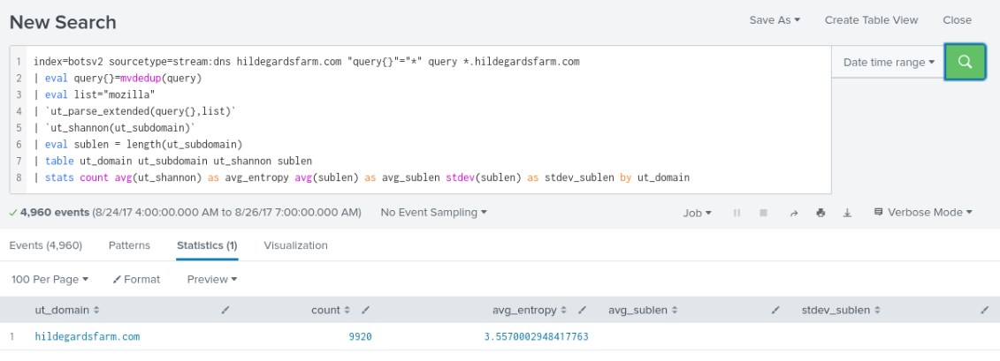 New Search
Save As ▾ Create Table View Close
1 index=botsv2 sourcetype=stream:dns hildegardsfarm.com "query{}"="*" query *.hildegardsfarm.com
2 | eval query{}=mvdedup(query)
3 | eval list="mozilla"
4 | `ut_parse_extended(query{},list)`
5 | `ut_shannon(ut_subdomain)`
6 | eval sublen = length(ut_subdomain)
7 | table ut_domain ut_subdomain ut_shannon sublen
8 | stats count avg(ut_shannon) as avg_entropy avg(sublen) as avg_sublen stdev(sublen) as stdev_sublen by ut_domain
Date time range ▾
✓ 4,960 events (8/24/17 4:00:00.000 AM to 8/26/17 7:00:00.000 AM) No Event Sampling ▾ Job ▾ Verbose Mode ▾
Events (4,960) Patterns Statistics (1) Visualization
100 Per Page ▾ Format Preview ▾
ut_domain count avg_entropy avg_sublen stdev_sublen
1 hildegardsfarm.com 9920 3.5570002948417763